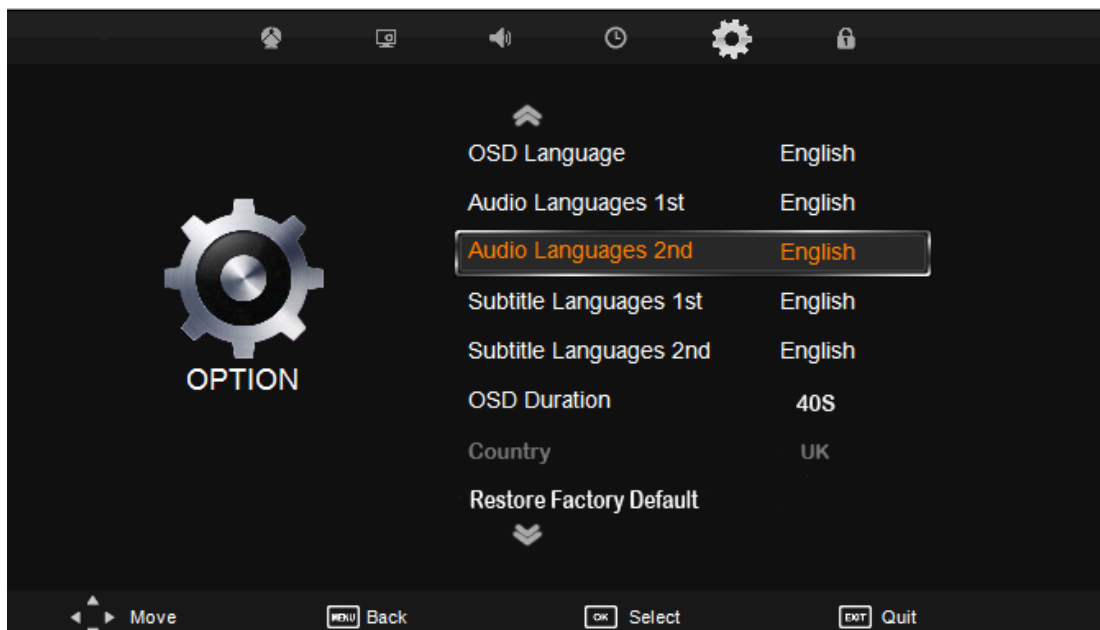 OSD Language English
Audio Languages 1st English
Audio Languages 2nd English
Subtitle Languages 1st English
Subtitle Languages 2nd English
OPTION
OSD Duration 40S
Country UK
Restore Factory Default
Move MENU Back OK Select EXIT Quit